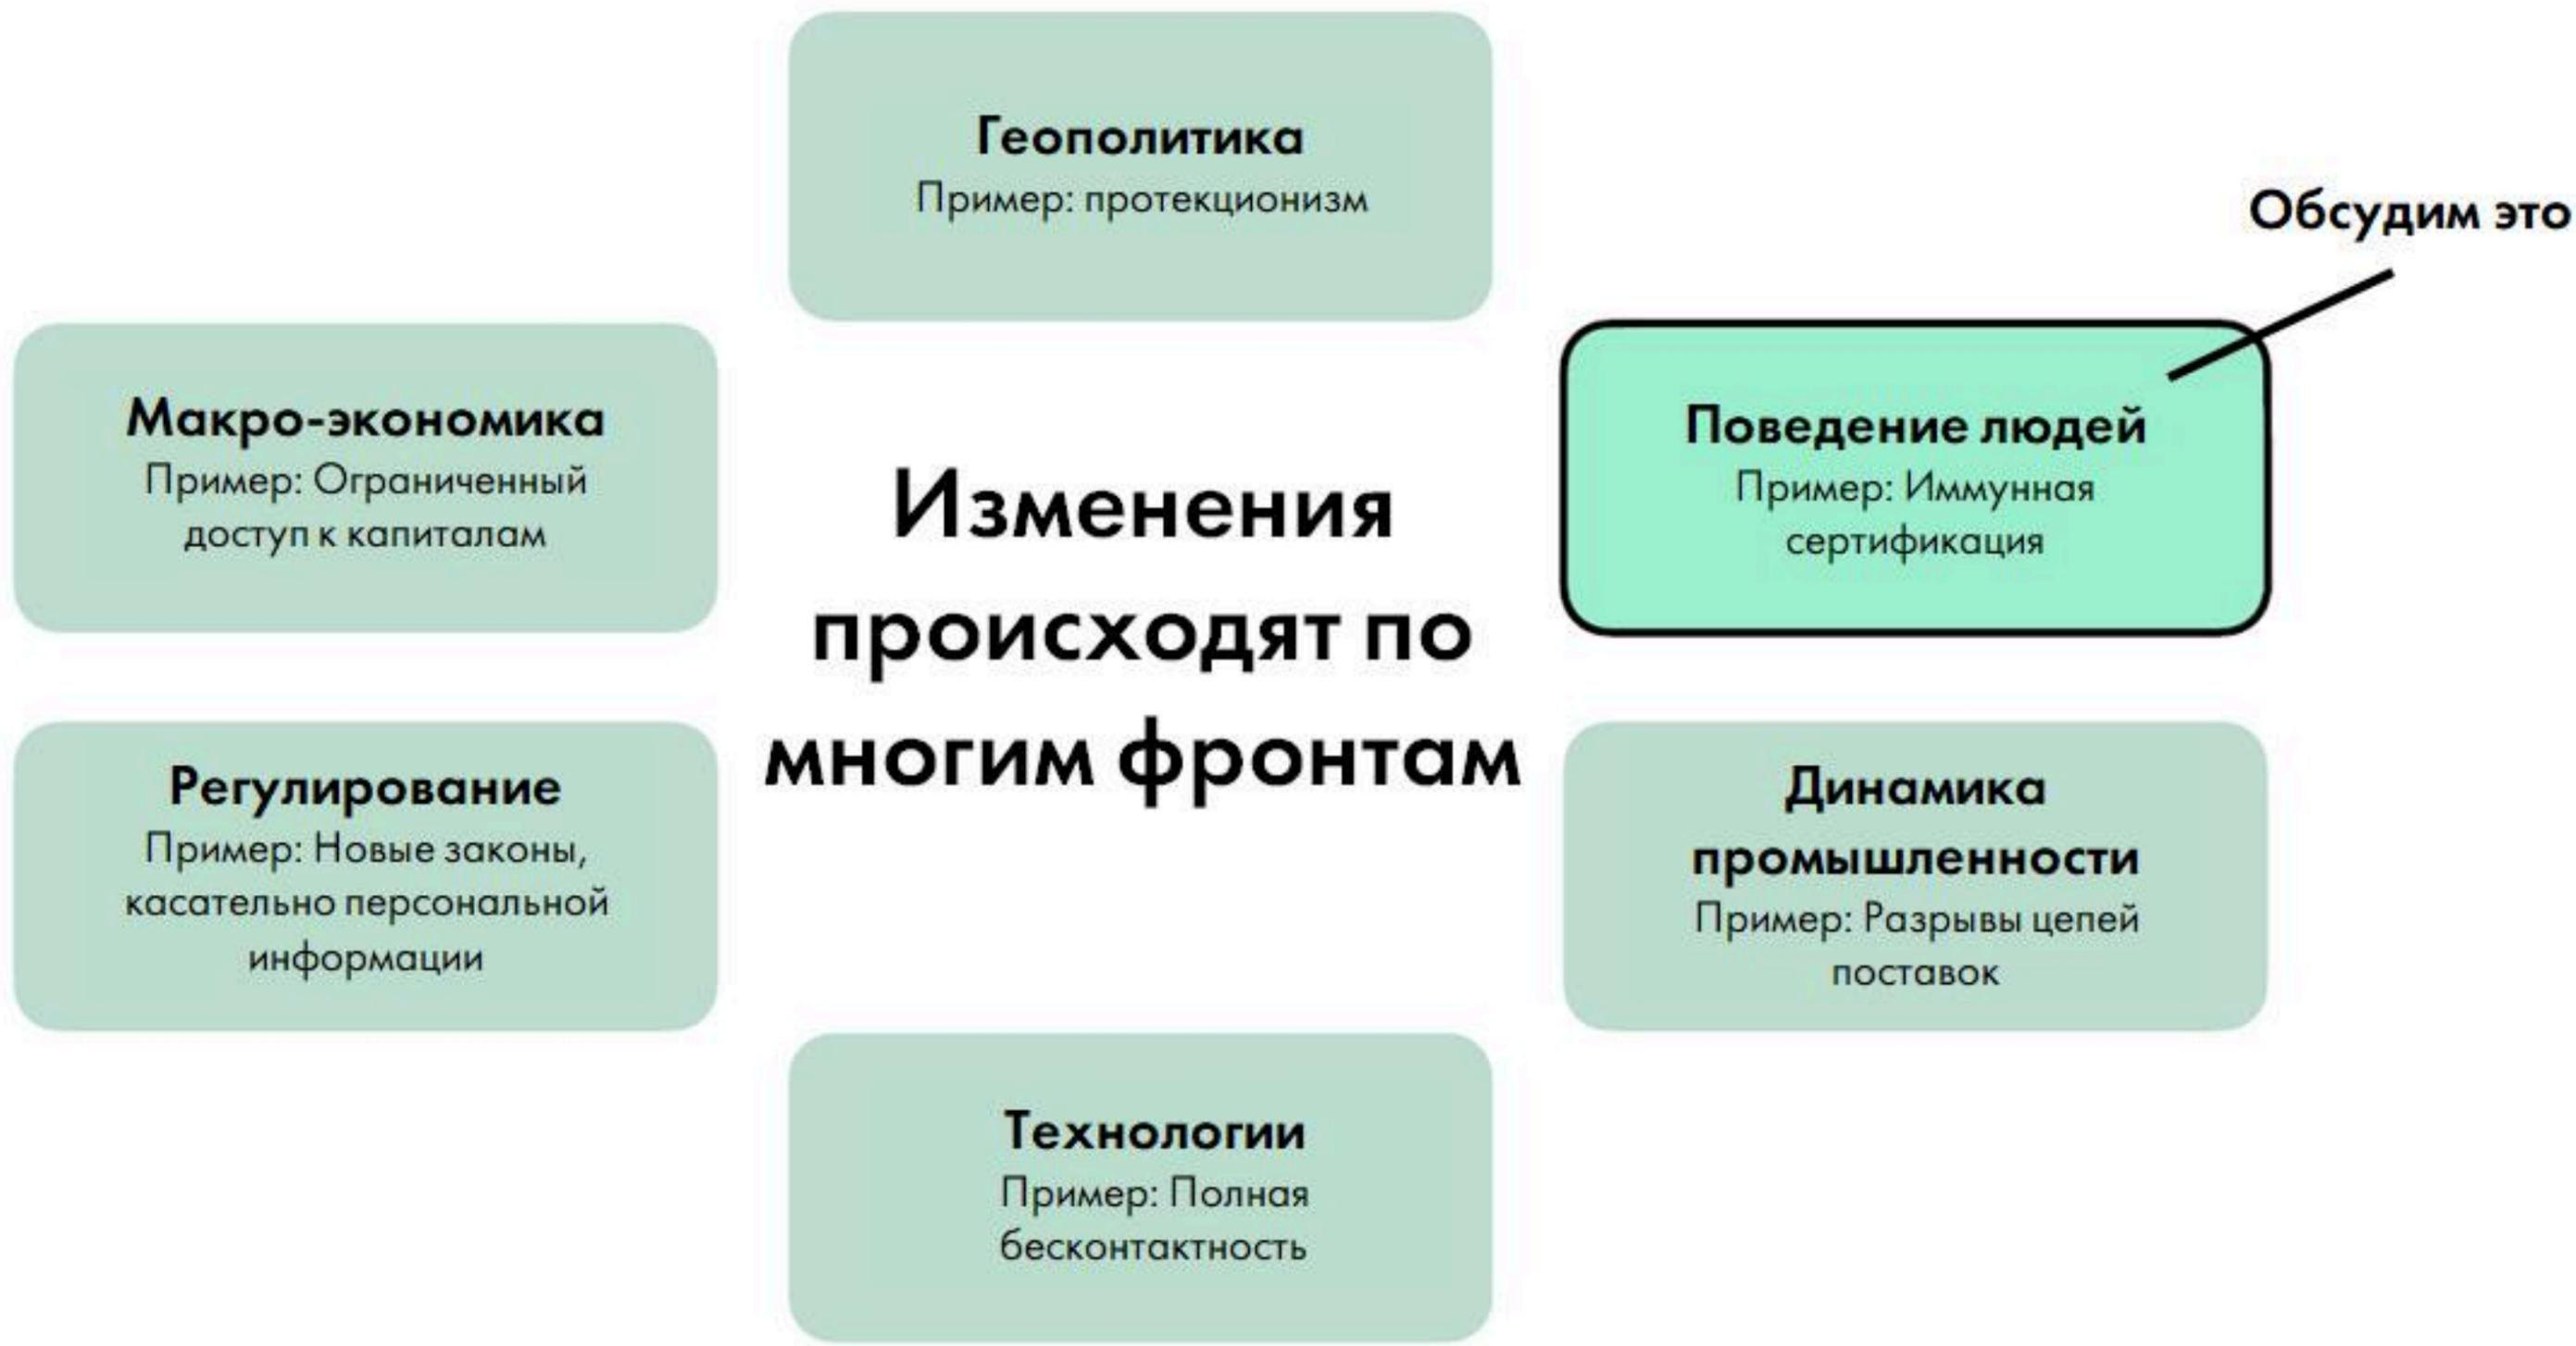 Геополитика
Пример: протекционизм
Обсудим это
Макро-экономика
Пример: Ограниченный
доступ к капиталам
Изменения
происходят по
многим фронтам
Поведение людей
Пример: Иммунная
сертификация
Регулирование
Пример: Новые законы,
касательно персональной
информации
Динамика
промышленности
Пример: Разрывы цепей
поставок
Технологии
Пример: Полная
бесконтактность